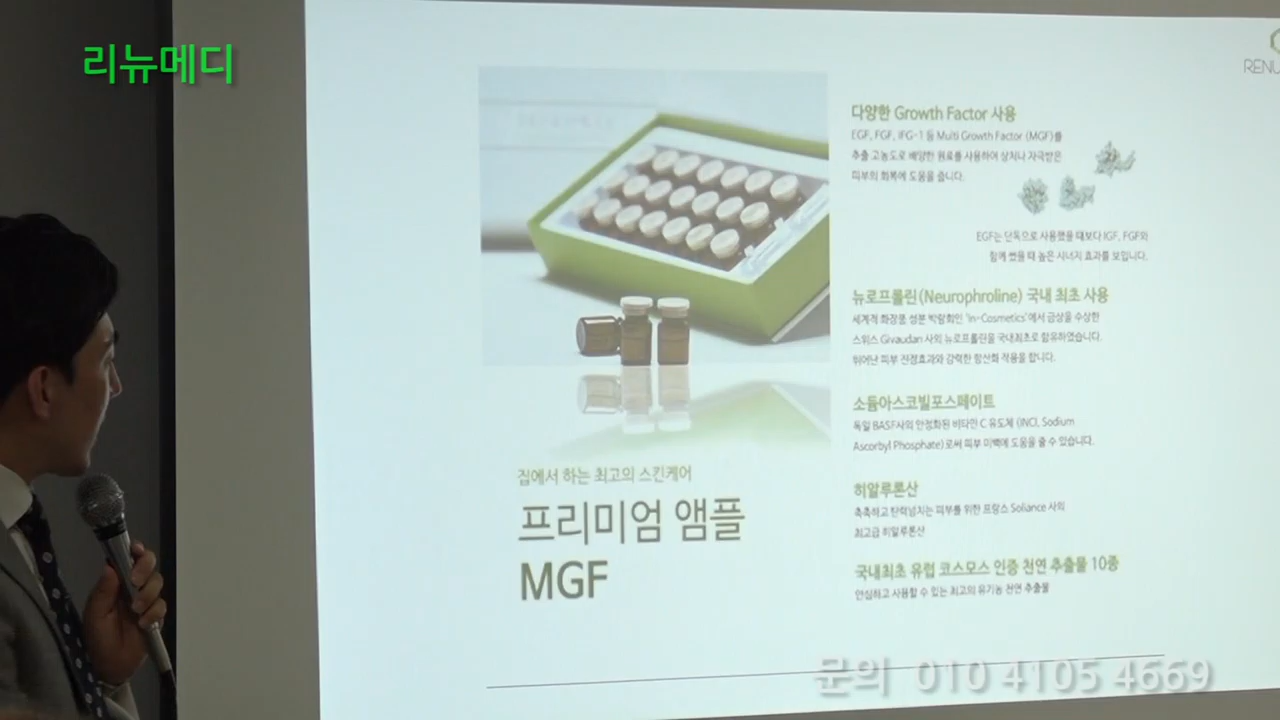 리뉴메디
RENU
다양한 Growth Factor 사용
EGF, FGF, IFG-1 등 Multi Growth Factor (MGF)를
추출 고농도로 배양한 원료를 사용하여 상처나 자극받은
피부의 회복에 도움을 줍니다.
EGF는 단독으로 사용했을 때보다 IGF, FGF와
함께 썼을 때 높은 시너지 효과를 보입니다.
뉴로프롤린(Neurophroline) 국내 최초 사용
세계적 화장품 성분 박람회인 'in-Cosmetics'에서 금상을 수상한
스위스 Givaudan 사의 뉴로프롤린을 국내최초로 함유하였습니다.
뛰어난 피부 진정효과와 강력한 항산화 작용을 합니다.
소듐아스코빌포스페이트
독일 BASF사의 안정화된 비타민 C 유도체 (INCI, Sodium
Ascorbyl Phosphate)로써 피부 미백에 도움을 줄 수 있습니다.
히알루론산
촉촉하고 탄력넘치는 피부를 위한 프랑스 Soliance 사의
최고급 히알루론산
국내최초 유럽 코스모스 인증 천연 추출물 10종
안심하고 사용할 수 있는 최고의 유기농 천연 추출물
집에서 하는 최고의 스킨케어
프리미엄 앰플
MGF
문의 010 4105 4669